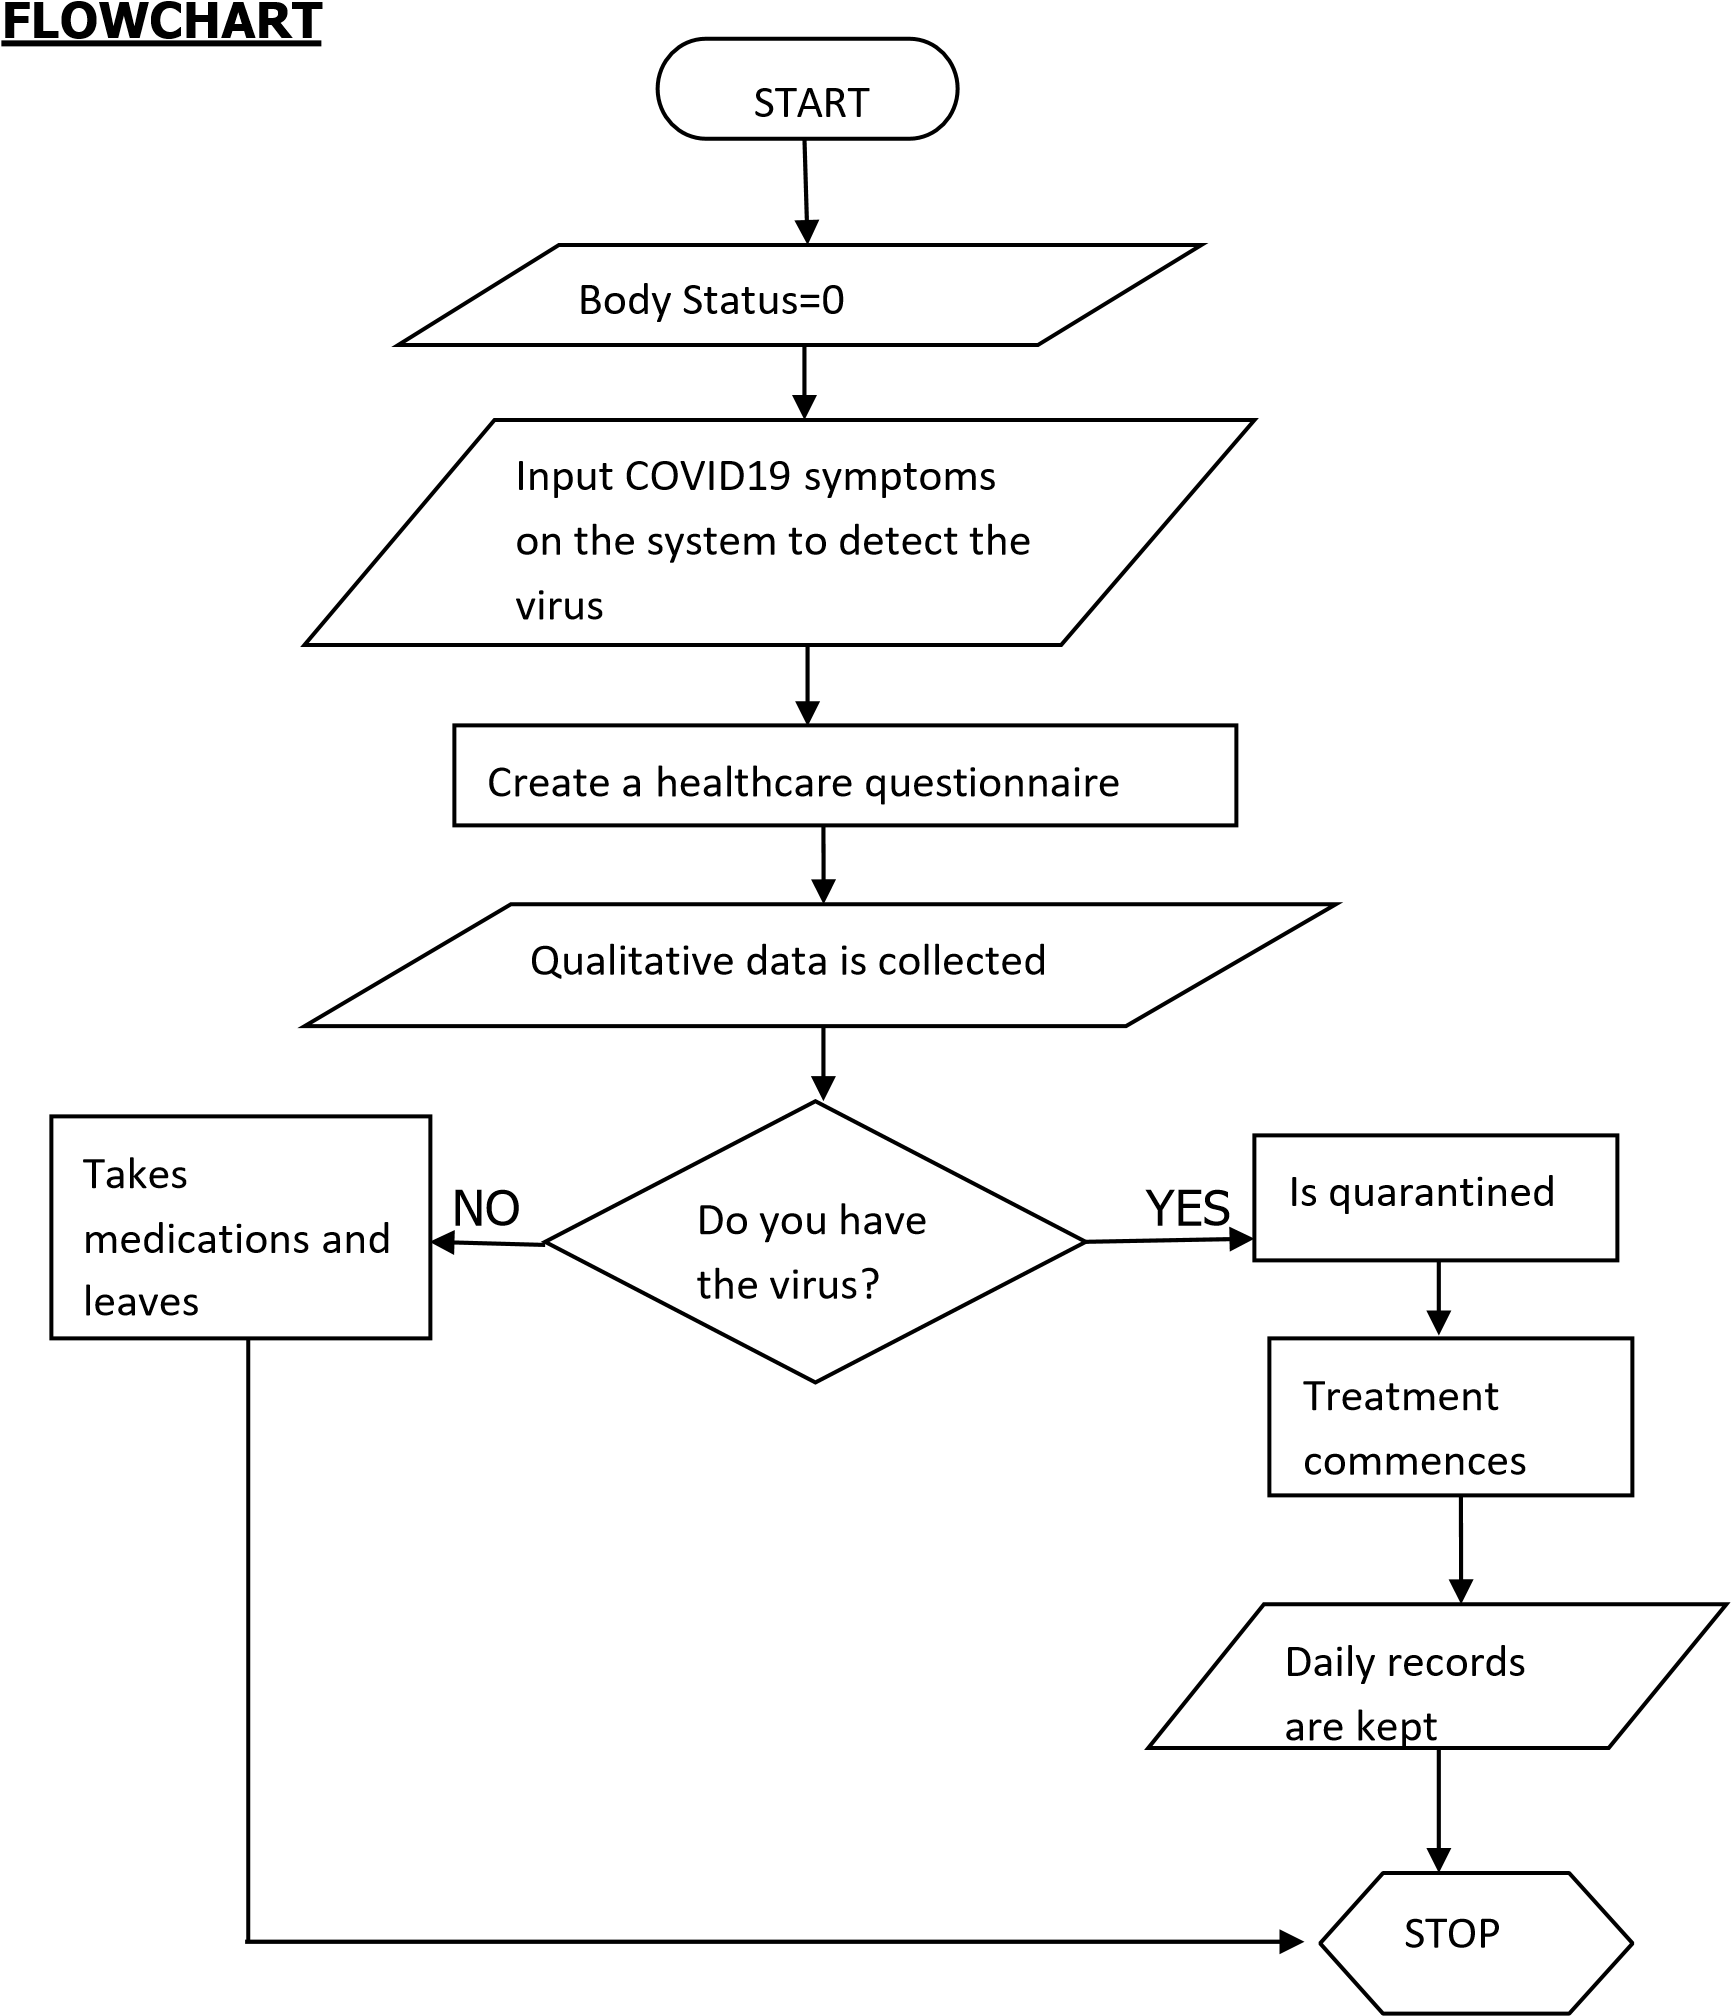 FLOWCHART
START
Body Status=0
Input COVID19 symptoms
on the system to detect the
virus
Create a healthcare questionnaire
Qualitative data is collected
Takes
medications and
leaves
NO
Do you have
the virus?
YES
Is quarantined
Treatment
commences
Daily records
are kept
STOP